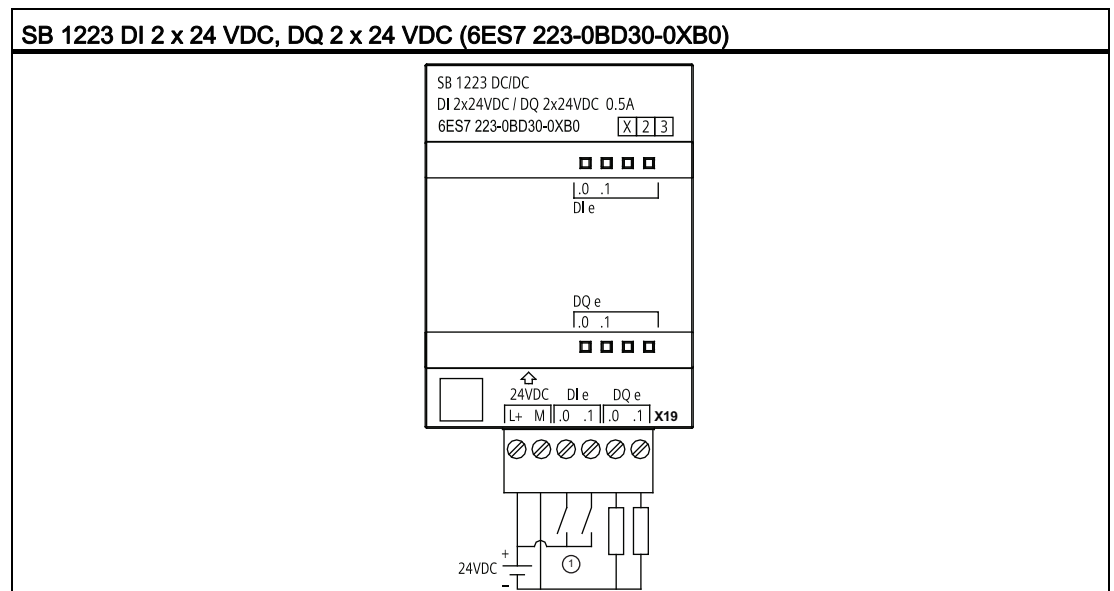 SB 1223 DI 2 x 24 VDC, DQ 2 x 24 VDC (6ES7 223-0BD30-0XB0)
SB 1223 DC/DC
DI 2x24VDC / DQ 2x24VDC 0.5A
6ES7 223-0BD30-0XB0 X 2 3
.0 .1
DI e
DQ e
.0 .1
24VDC DI e DQ e
L+ M .0 .1 .0 .1 X19
+
24VDC 1
-